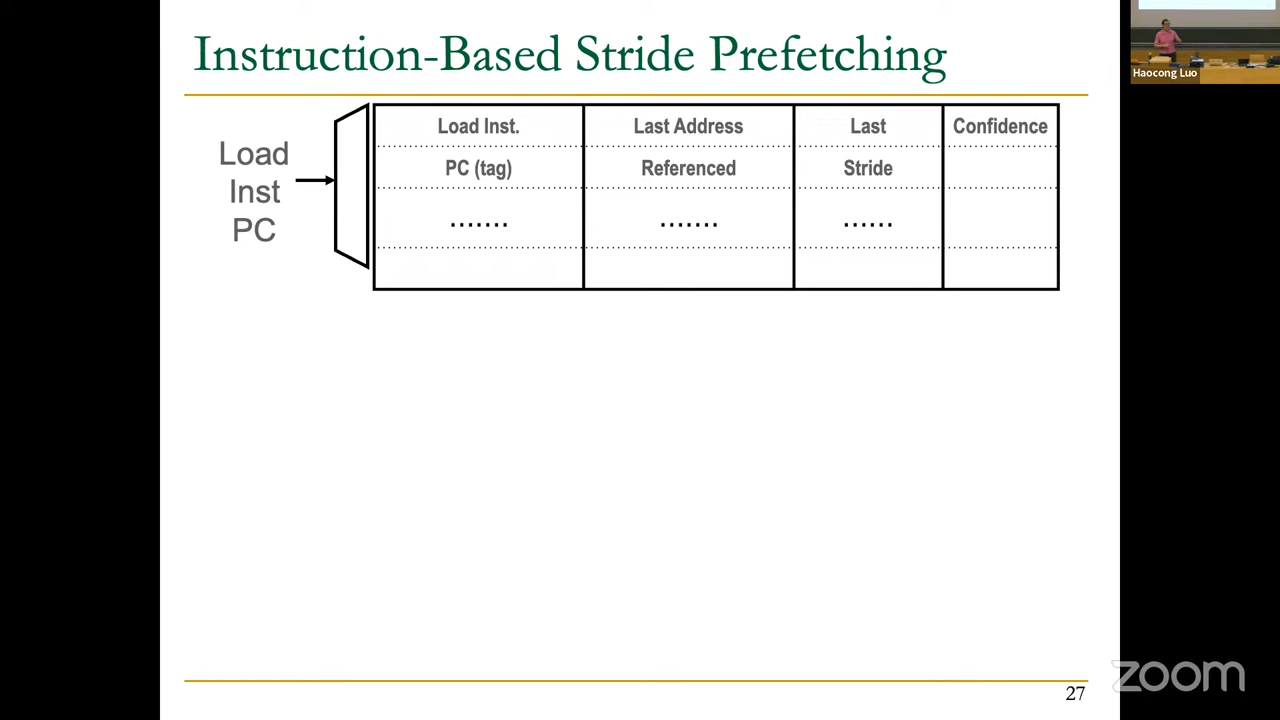 Instruction-Based Stride Prefetching
Haocong Luo
Load
Inst
PC
Load Inst. Last Address Last Confidence
PC (tag) Referenced Stride
....... ....... ......
27
zoom